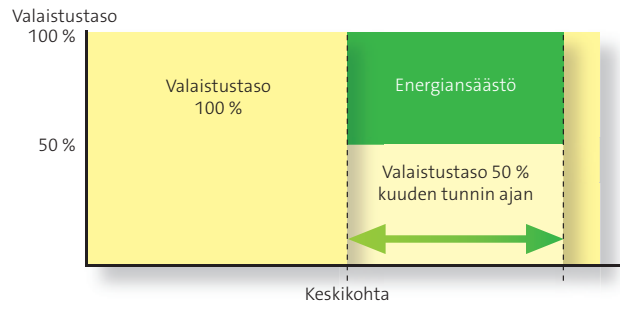 Valaistustaso
100 %
Valaistustaso
100 %
Energiansäästö
50 %
Valaistustaso 50 %
kuuden tunnin ajan
Keskikohta